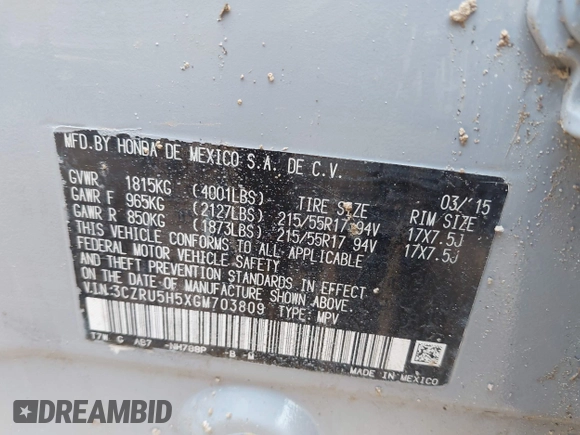 MFD.BY HONDA DE MEXICO S.A. DE C.V.
03/'15
GVWR 1815KG (4001LBS) TIRE SIZE RIM SIZE
GAWR F 965KG (2127LBS) 215/55R17 94V 17X7.5J
GAWR R 850KG (1873LBS) 215/55R17 94V 17X7.5J
THIS VEHICLE CONFORMS TO ALL APPLICABLE
FEDERAL MOTOR VEHICLE SAFETY
AND THEFT PREVENTION STANDARDS IN EFFECT
ON THE DATE OF MANUFACTURE SHOWN ABOVE.
V.I.N:3CZRU5H5XGM703809 TYPE: MPV
G
MADE IN MEXICO
DREAMBID